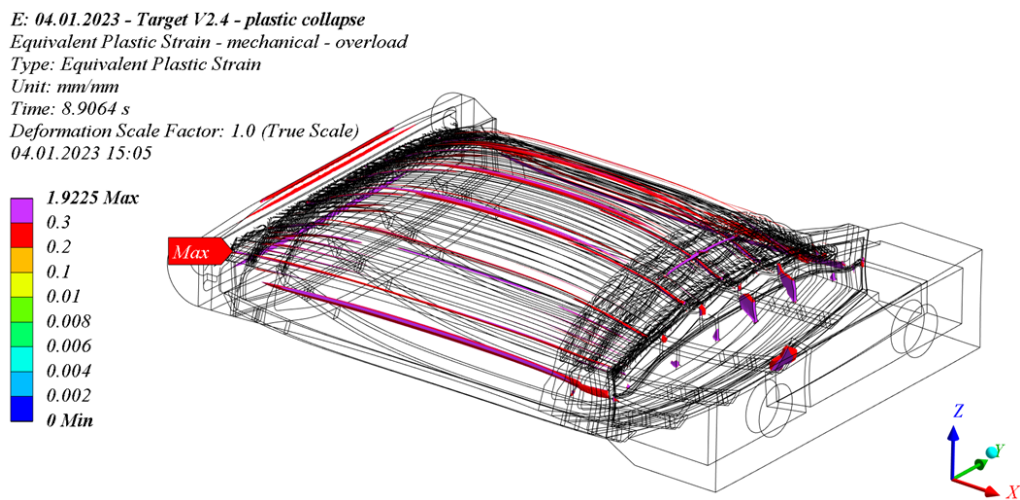 E: 04.01.2023 - Target V2.4 - plastic collapse
Equivalent Plastic Strain - mechanical - overload
Type: Equivalent Plastic Strain
Unit: mm/mm
Time: 8.9064 s
Deformation Scale Factor: 1.0 (True Scale)
04.01.2023 15:05
1.9225 Max
0.3
0.2
0.1
0.01
0.008
0.006
0.004
0.002
0 Min
Max
Z
Y
X